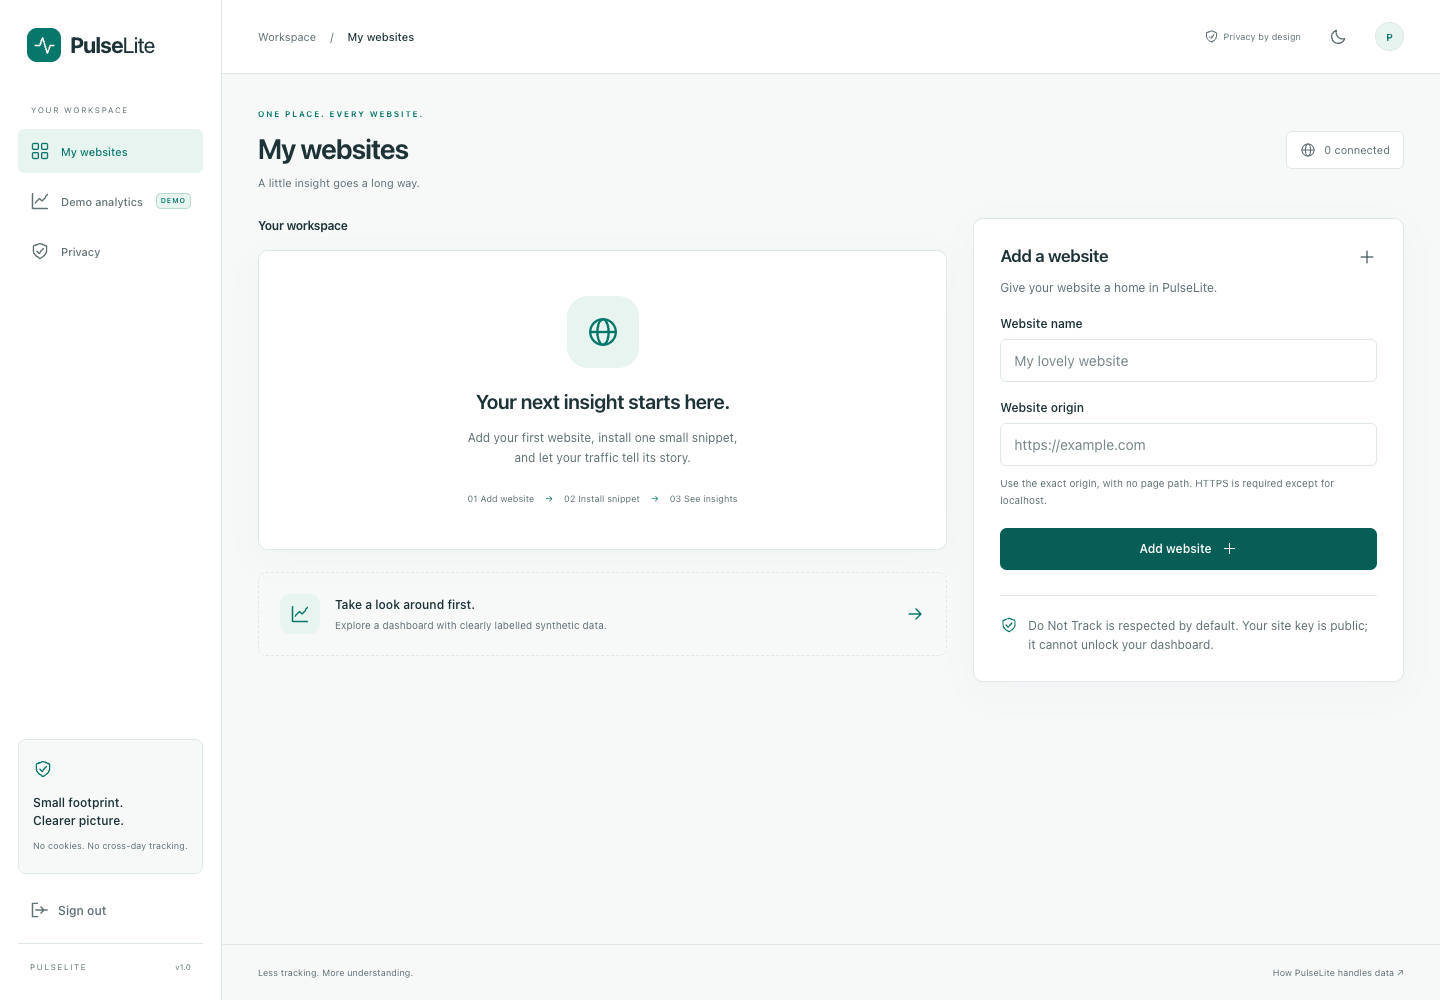 PulseLite
YOUR WORKSPACE
My websites
Demo analytics DEMO
Privacy
Small footprint.
Clearer picture.
No cookies. No cross-day tracking.
Sign out
PULSELITE v1.0
Workspace / My websites
Privacy by design
P
ONE PLACE. EVERY WEBSITE.
My websites
A little insight goes a long way.
0 connected
Your workspace
Your next insight starts here.
Add your first website, install one small snippet,
and let your traffic tell its story.
01 Add website → 02 Install snippet → 03 See insights
Take a look around first.
Explore a dashboard with clearly labelled synthetic data.
→
Add a website
Give your website a home in PulseLite.
Website name
My lovely website
Website origin
https://example.com
Use the exact origin, with no page path. HTTPS is required except for
localhost.
Add website +
Do Not Track is respected by default. Your site key is public;
it cannot unlock your dashboard.
Less tracking. More understanding.
How PulseLite handles data ↗